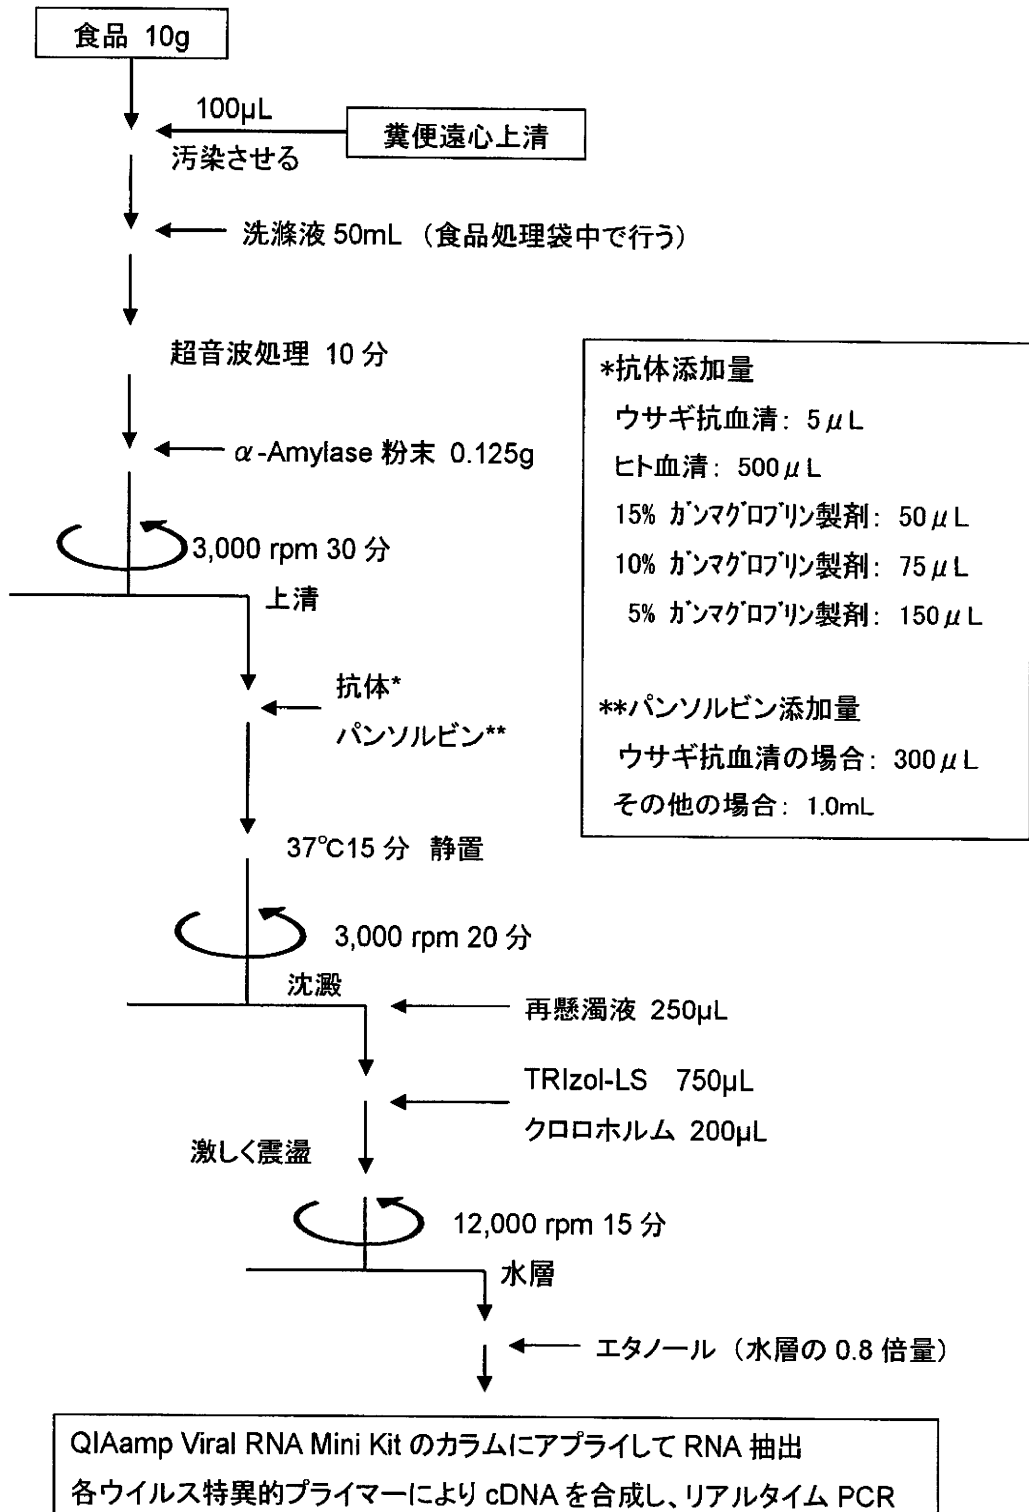 食品 10g
100μL
糞便遠心上清
汚染させる
洗滌液 50mL （食品処理袋中で行う）
超音波処理 10 分
α-Amylase 粉末 0.125g
3,000 rpm 30 分
上清
抗体*
パンソルビン**
37℃15 分 静置
3,000 rpm 20 分
沈澱
再懸濁液 250μL
TRIzol-LS 750μL
クロロホルム 200μL
激しく震盪
12,000 rpm 15 分
水層
エタノール （水層の 0.8 倍量）
*抗体添加量
ウサギ抗血清： 5μL
ヒト血清： 500μL
15% ｶﾞﾝﾏｸﾞﾛﾌﾞﾘﾝ製剤： 50μL
10% ｶﾞﾝﾏｸﾞﾛﾌﾞﾘﾝ製剤： 75μL
5% ｶﾞﾝﾏｸﾞﾛﾌﾞﾘﾝ製剤： 150μL
**パンソルビン添加量
ウサギ抗血清の場合： 300μL
その他の場合： 1.0mL
QIAamp Viral RNA Mini Kit のカラムにアプライして RNA 抽出
各ウイルス特異的プライマーにより cDNA を合成し、リアルタイム PCR